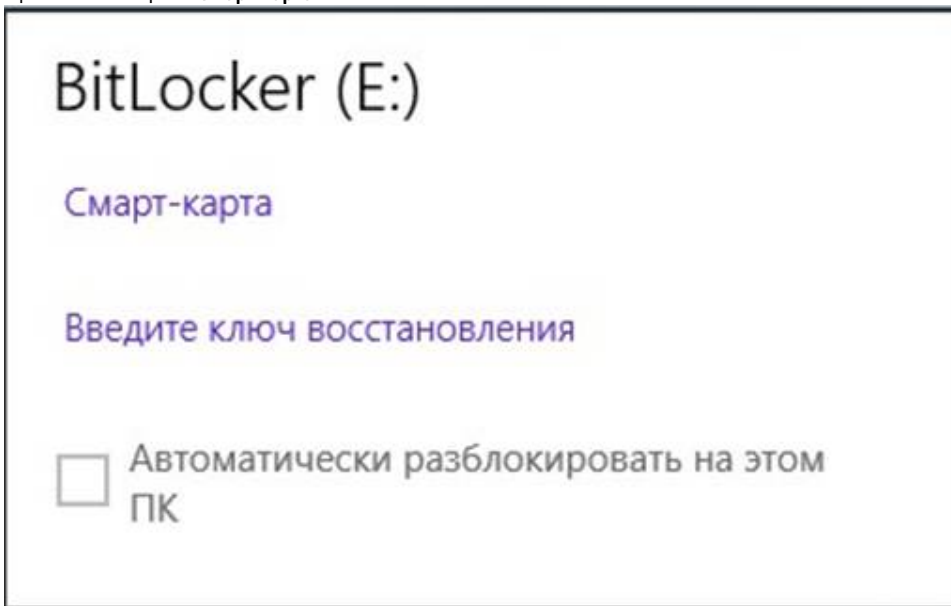 BitLocker (E:)
Смарт-карта
Введите ключ восстановления
Автоматически разблокировать на этом
ПК